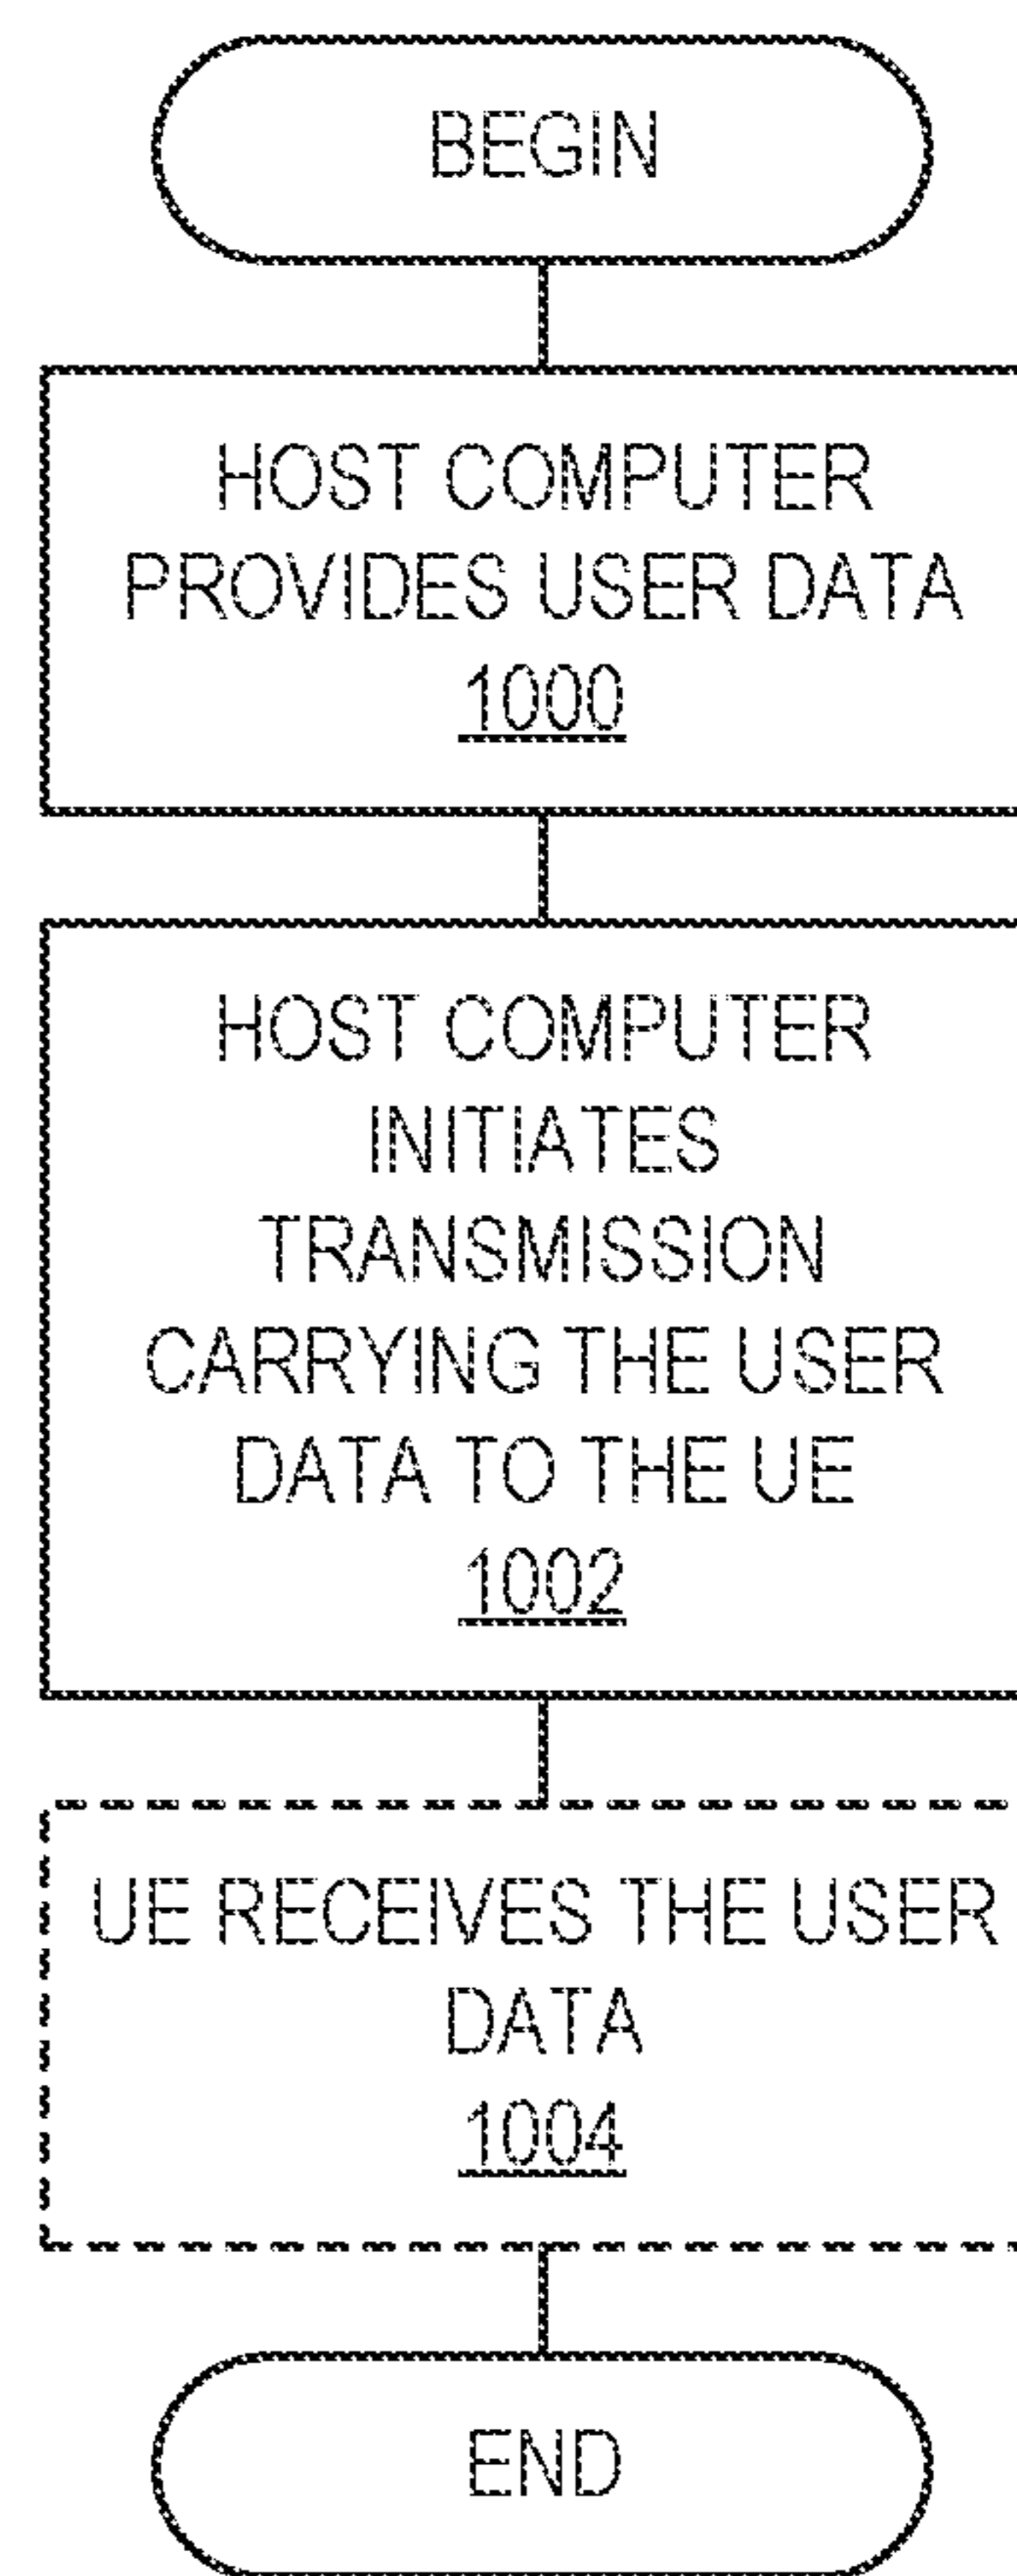 BEGIN
HOST COMPUTER
PROVIDES USER DATA
1000
HOST COMPUTER
INITIATES
TRANSMISSION
CARRYING THE USER
DATA TO THE UE
1002
UE RECEIVES THE USER
DATA
1004
END